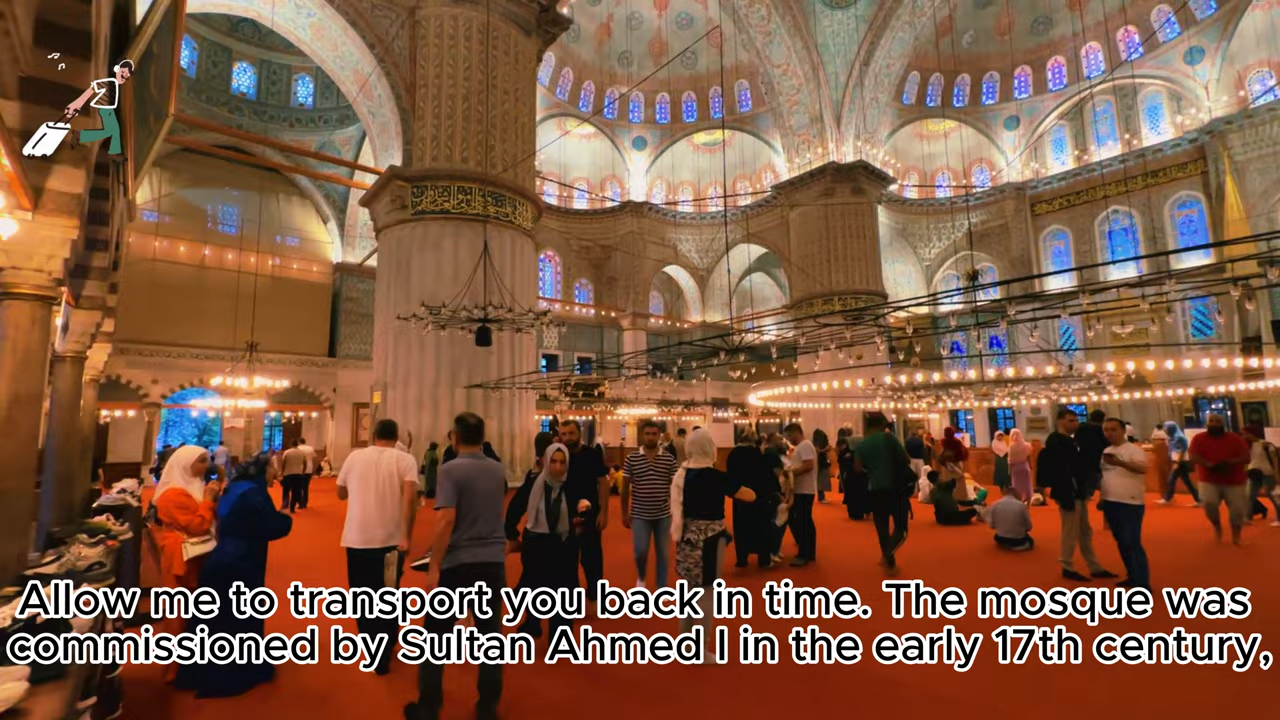 Allow me to transport you back in time. The mosque was
commissioned by Sultan Ahmed I in the early 17th century,